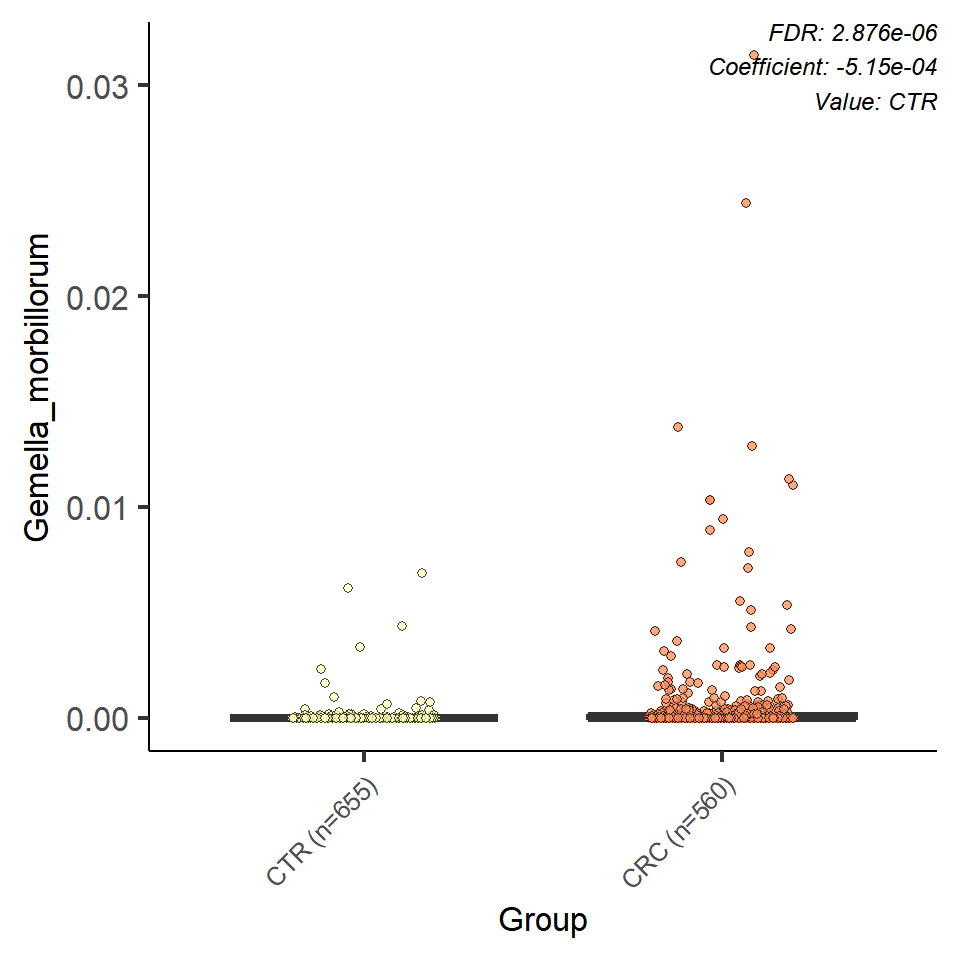 FDR: 2.876e-06
Coefficient: -5.15e-04
Value: CTR
Gemella_morbillorum
0.03
0.02
0.01
0.00
CTR (n=655)
CRC (n=560)
Group